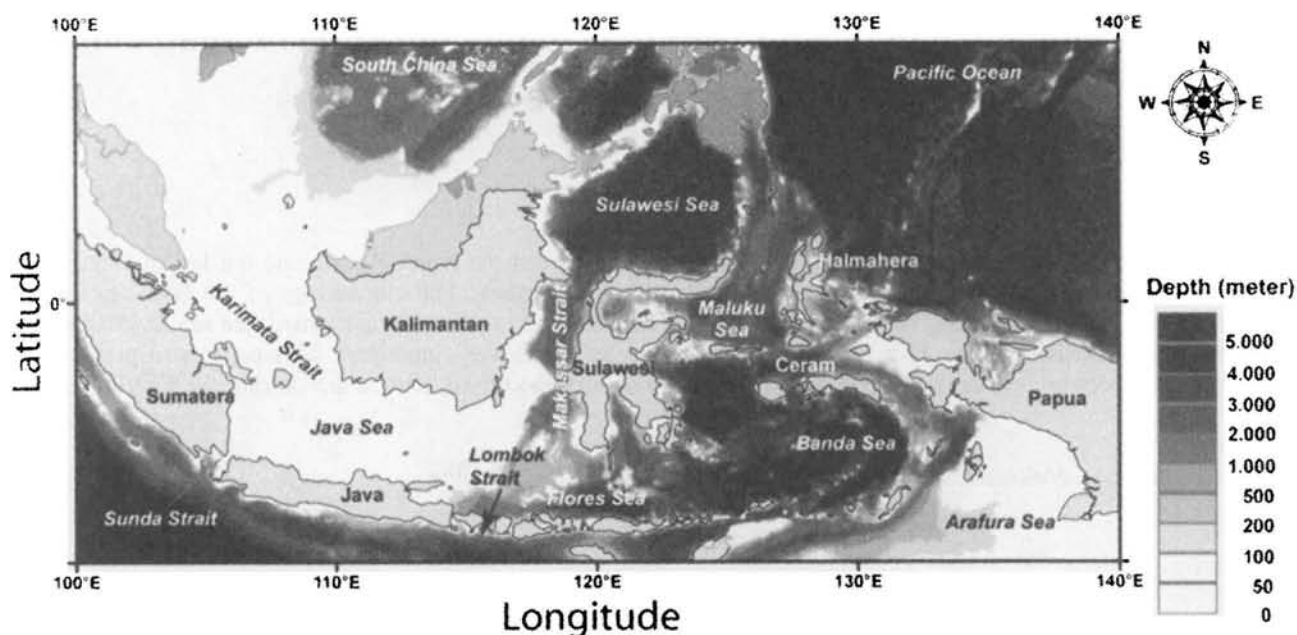 100°E 110°E 120°E 130°E 140°E
South China Sea
Pacific Ocean
N
W E
S
Sulawesi Sea
Halmahera
Latitude
0°
0°
Karimata Strait
Kalimantan
Makassar Strait
Maluku
Sea
Sumatera
Sulawesi
Ceram
Papua
Java Sea
Lombok
Strait
Banda Sea
Java
Flores Sea
Sunda Strait
Arafura Sea
100°E 110°E 120°E 130°E 140°E
Longitude
Depth (meter)
5.000
4.000
3.000
2.000
1.000
500
200
100
50
0